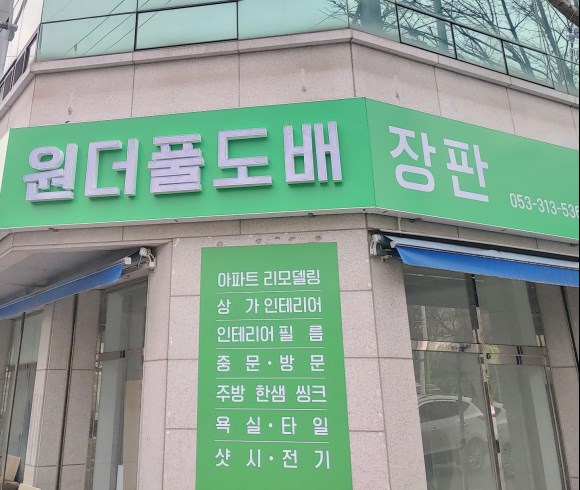 원더풀도배
장판
053-313-536
아파트 리모델링
상 가 인테리어
인테리어 필 름
중 문·방 문
주방 한샘 씽크
욕 실·타 일
샷 시·전 기